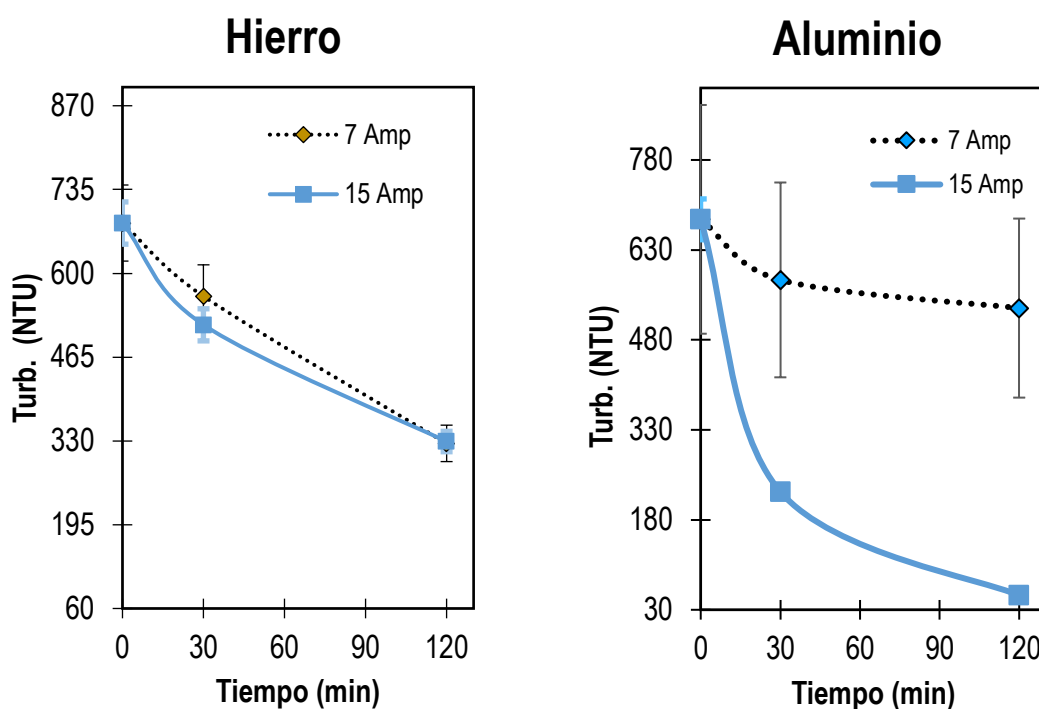 Hierro
870
735
600
465
330
195
60
Turb. (NTU)
7 Amp
15 Amp
0 30 60 90 120
Tiempo (min)
Aluminio
780
630
480
330
180
30
Turb. (NTU)
7 Amp
15 Amp
0 30 60 90 120
Tiempo (min)